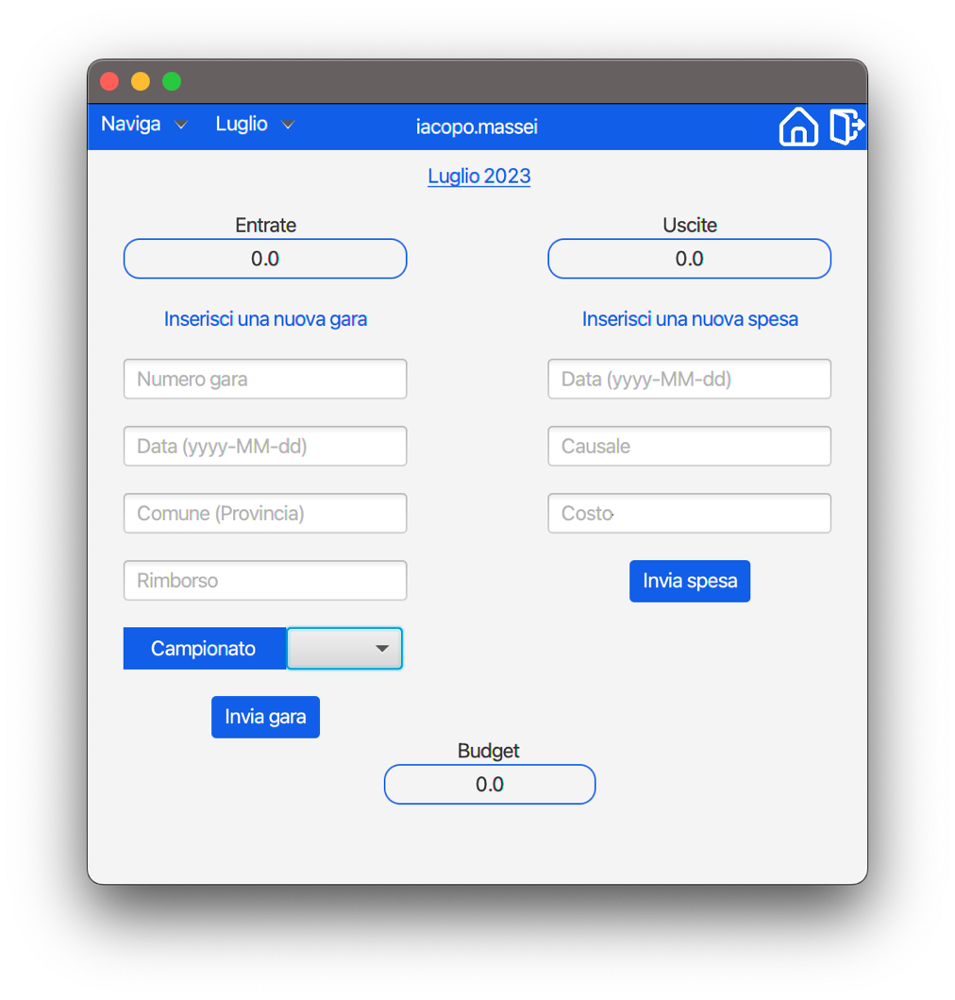 Naviga Luglio iacopo.massei
Luglio 2023
Entrate
0.0
Uscite
0.0
Inserisci una nuova gara
Numero gara
Data (yyyy-MM-dd)
Comune (Provincia)
Rimborso
Campionato
Invia gara
Inserisci una nuova spesa
Data (yyyy-MM-dd)
Causale
Costo
Invia spesa
Budget
0.0